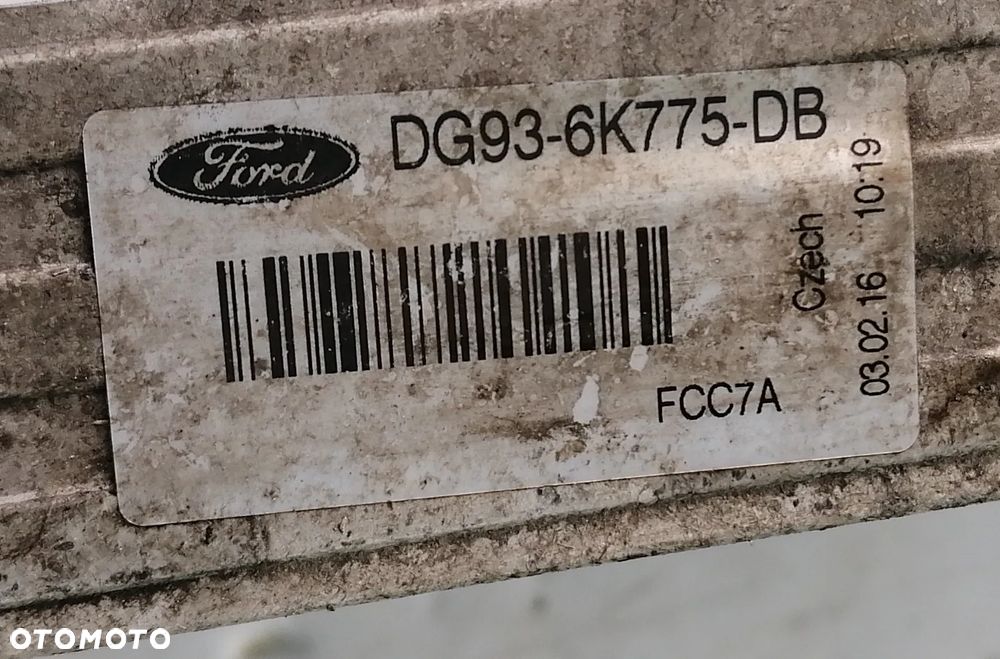 Ford
DG93-6K775-DB
Czech
03.02.16 10:19
FCC7A
OTOMOTO